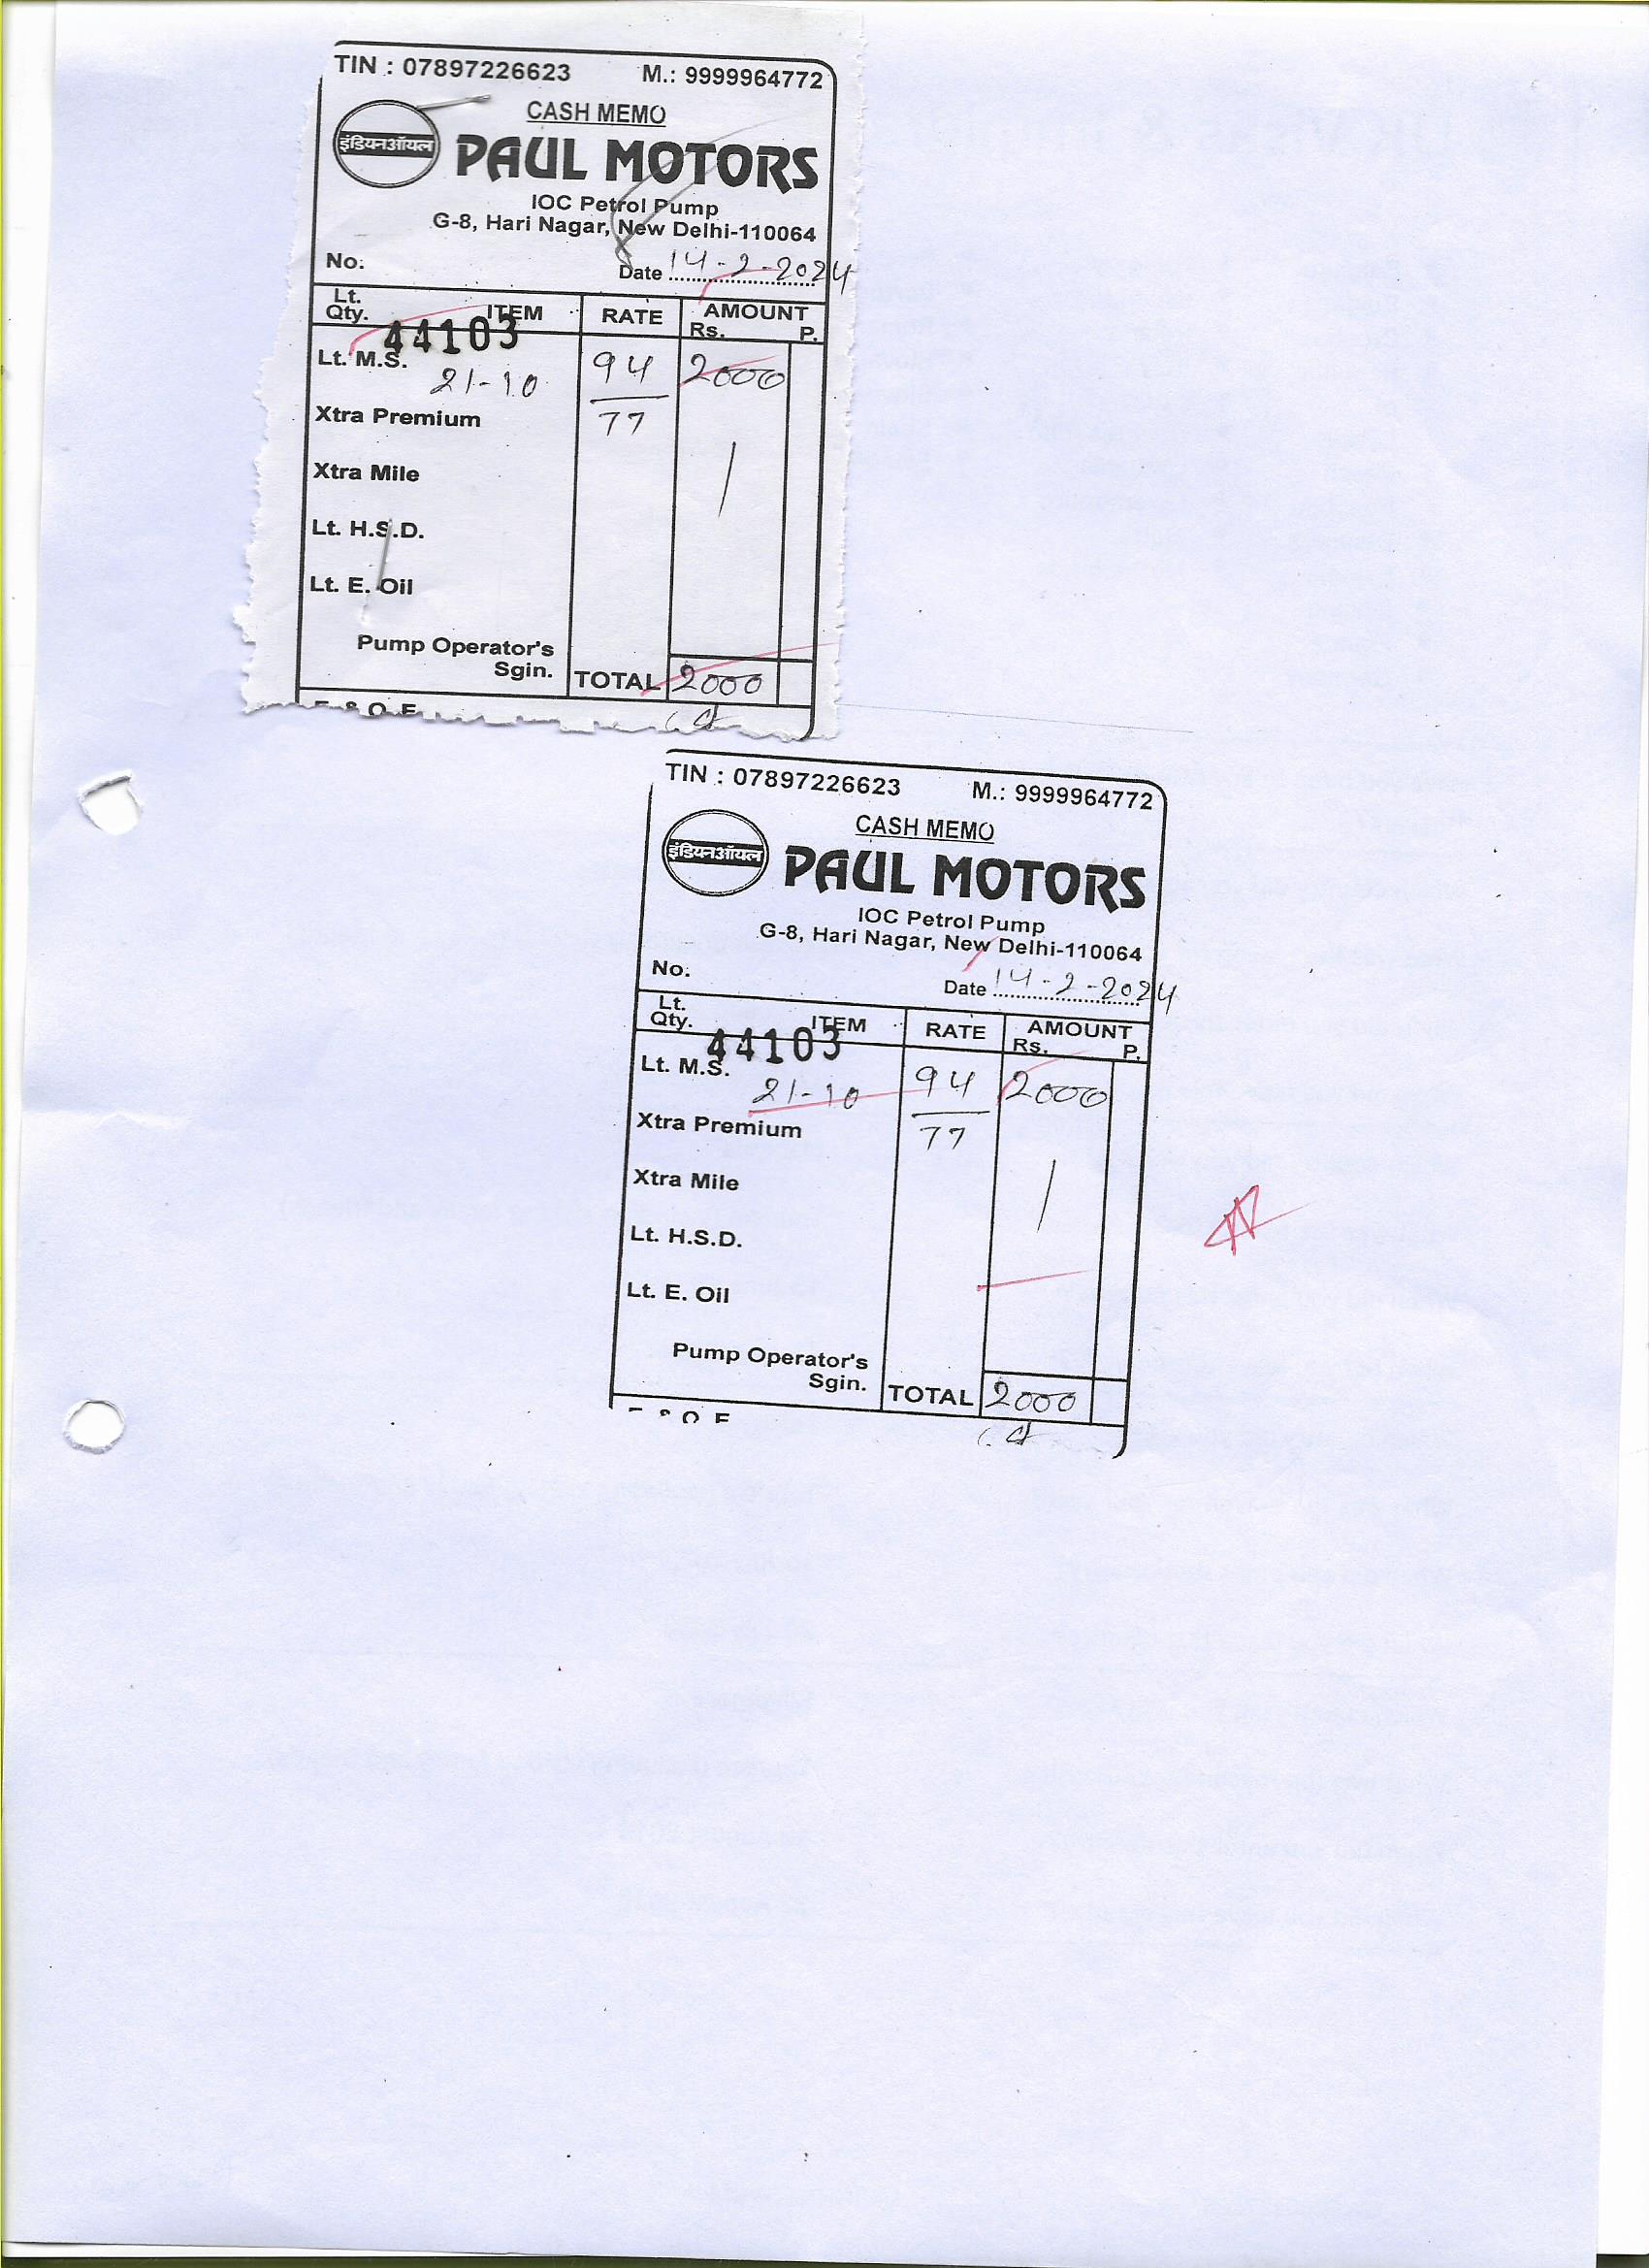 TIN : 07897226623 M.: 9999964772
CASH MEMO
इंडियनऑयल
PAUL MOTORS
IOC Petrol Pump
G-8, Hari Nagar, New Delhi-110064
No. Date 14-2-2024
Lt. Qty. ITEM RATE AMOUNT
Rs. P.
44103
Lt. M.S. 21-10 94 2000
Xtra Premium 77
Xtra Mile
Lt. H.S.D.
Lt. E. Oil
Pump Operator's
Sgin. TOTAL 2000
TIN : 07897226623 M.: 9999964772
CASH MEMO
इंडियनऑयल
PAUL MOTORS
IOC Petrol Pump
G-8, Hari Nagar, New Delhi-110064
No. Date 14-2-2024
Lt. Qty. ITEM RATE AMOUNT
Rs. P.
44103
Lt. M.S. 21-10 94 2000
Xtra Premium 77
Xtra Mile
Lt. H.S.D.
Lt. E. Oil
Pump Operator's
Sgin. TOTAL 2000